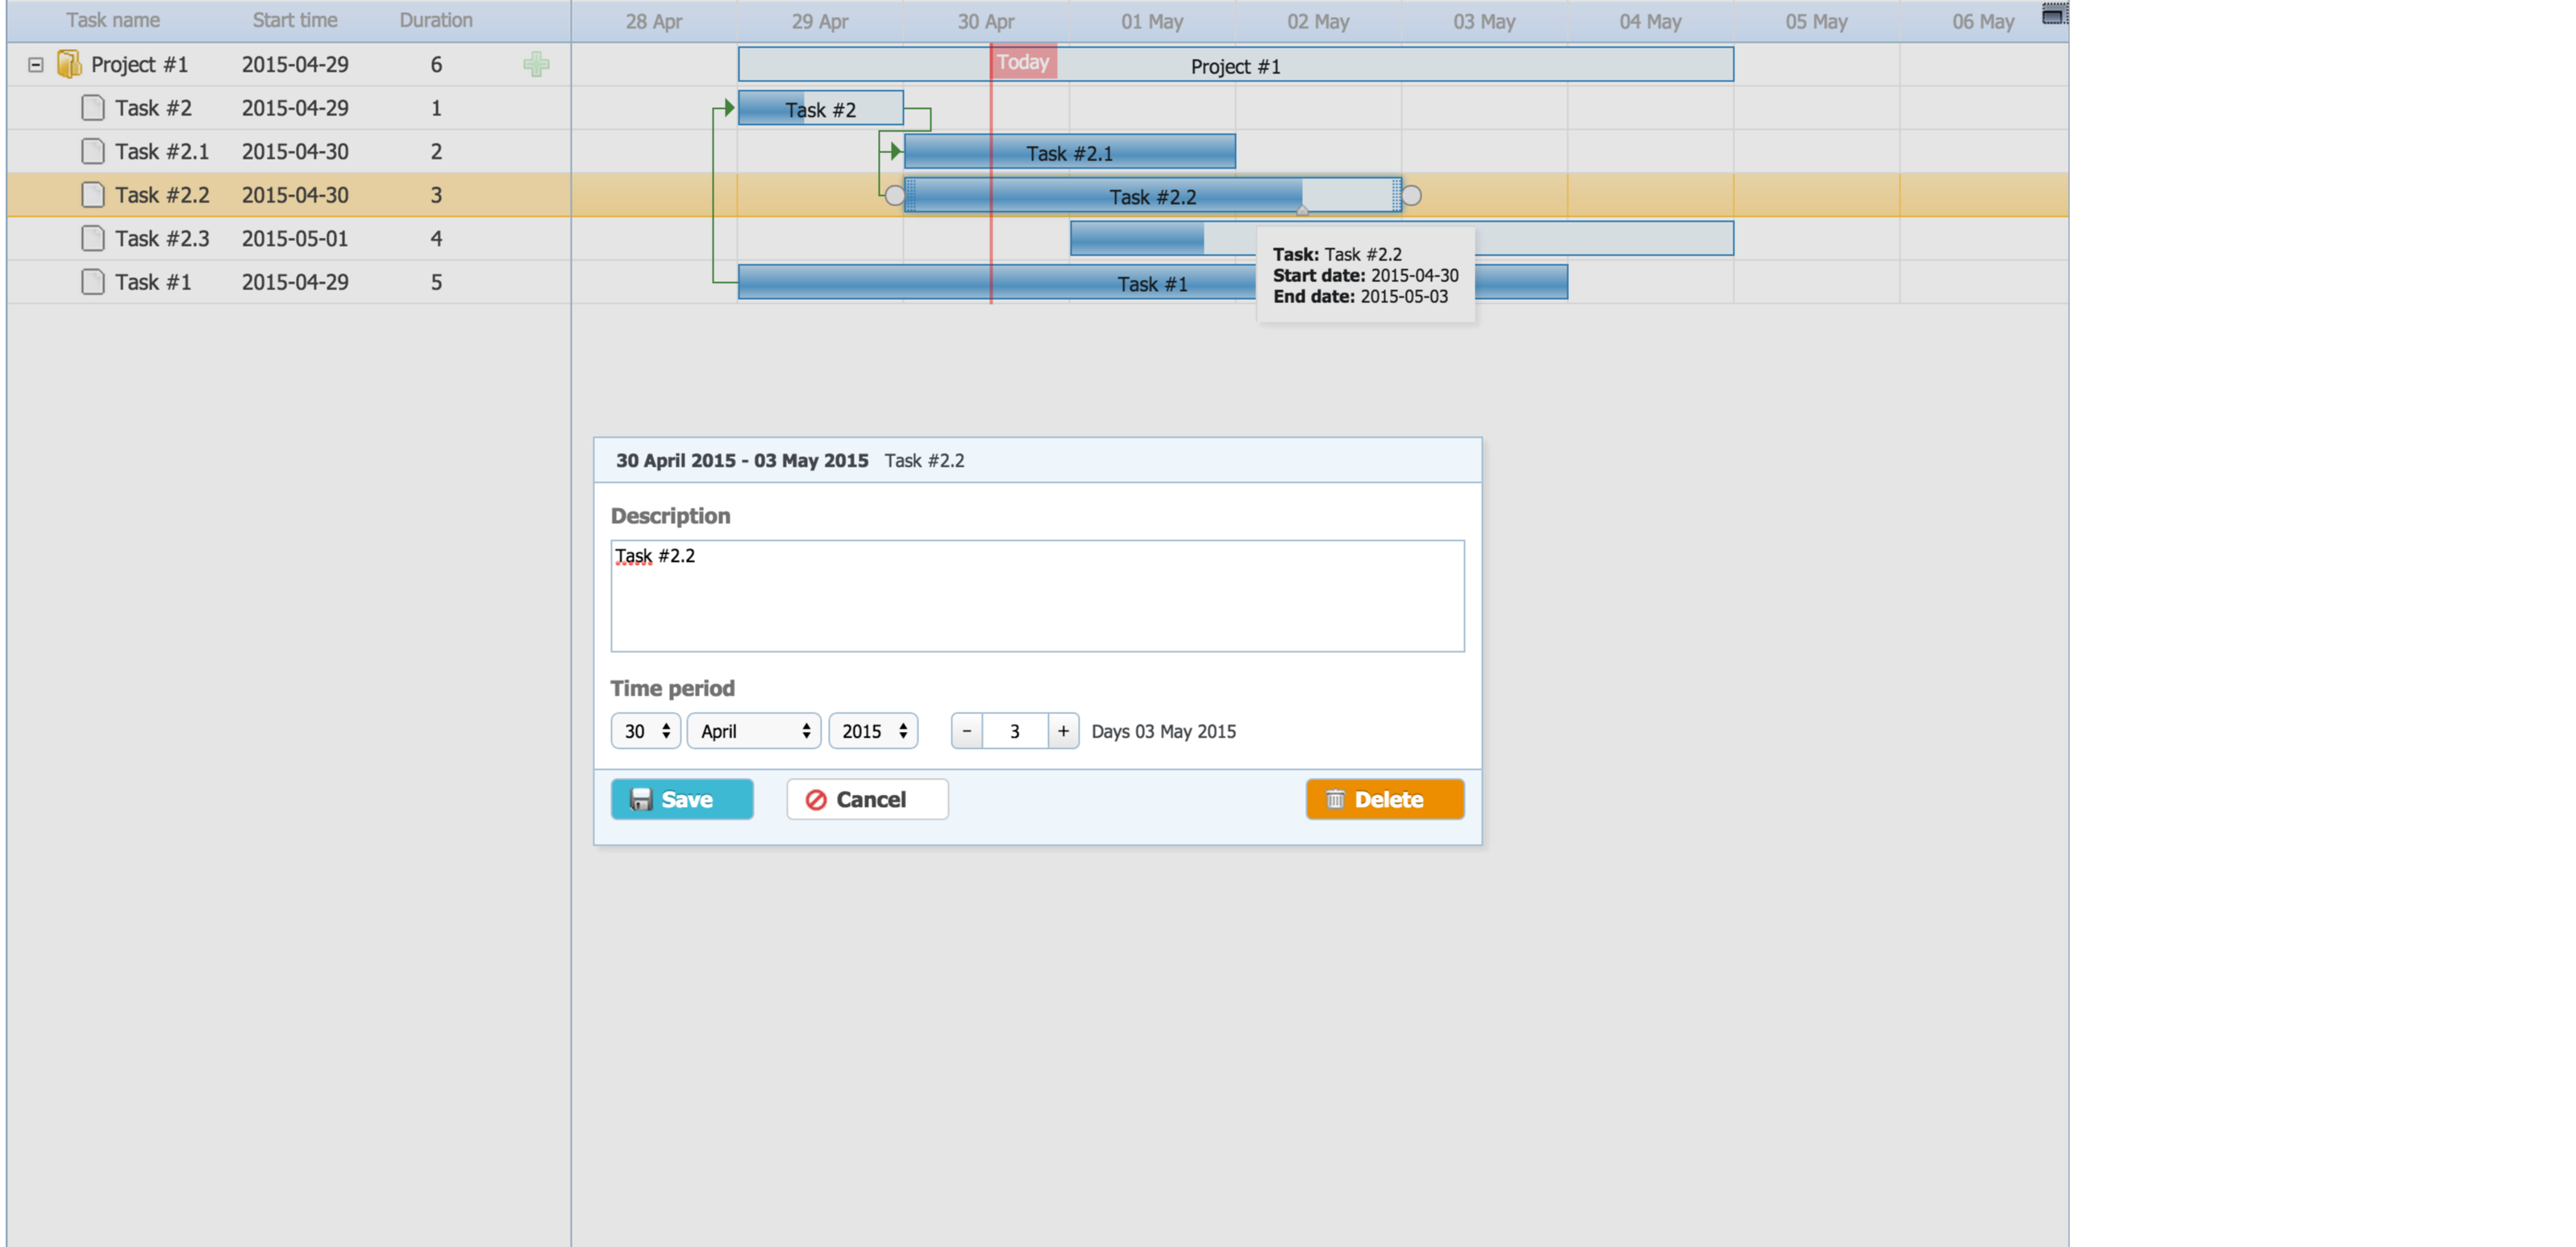 Task name Start time Duration 28 Apr 29 Apr 30 Apr 01 May 02 May 03 May 04 May 05 May 06 May
Project #1 2015-04-29 6 Today Project #1
Task #2 2015-04-29 1 Task #2
Task #2.1 2015-04-30 2 Task #2.1
Task #2.2 2015-04-30 3 Task #2.2
Task #2.3 2015-05-01 4
Task #1 2015-04-29 5 Task #1
Task: Task #2.2
Start date: 2015-04-30
End date: 2015-05-03
30 April 2015 - 03 May 2015 Task #2.2
Description
Task #2.2
Time period
30 April 2015 - 3 + Days 03 May 2015
Save Cancel Delete